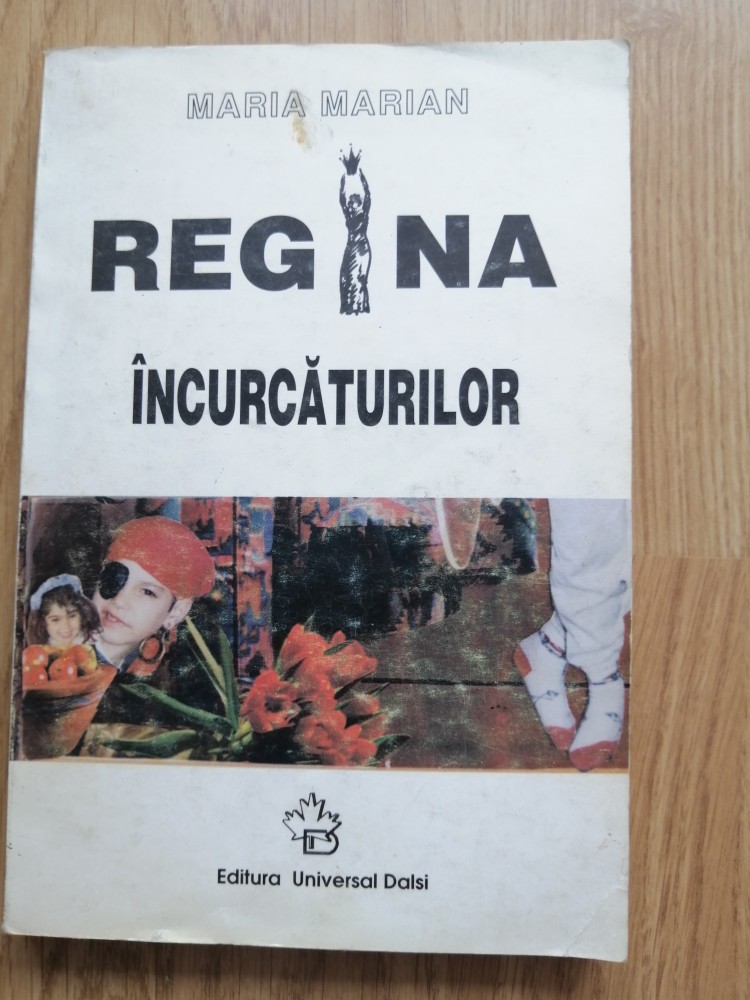 MARIA MARIAN
REGINA
ÎNCURCĂTURILOR
Editura Universal Dalsi